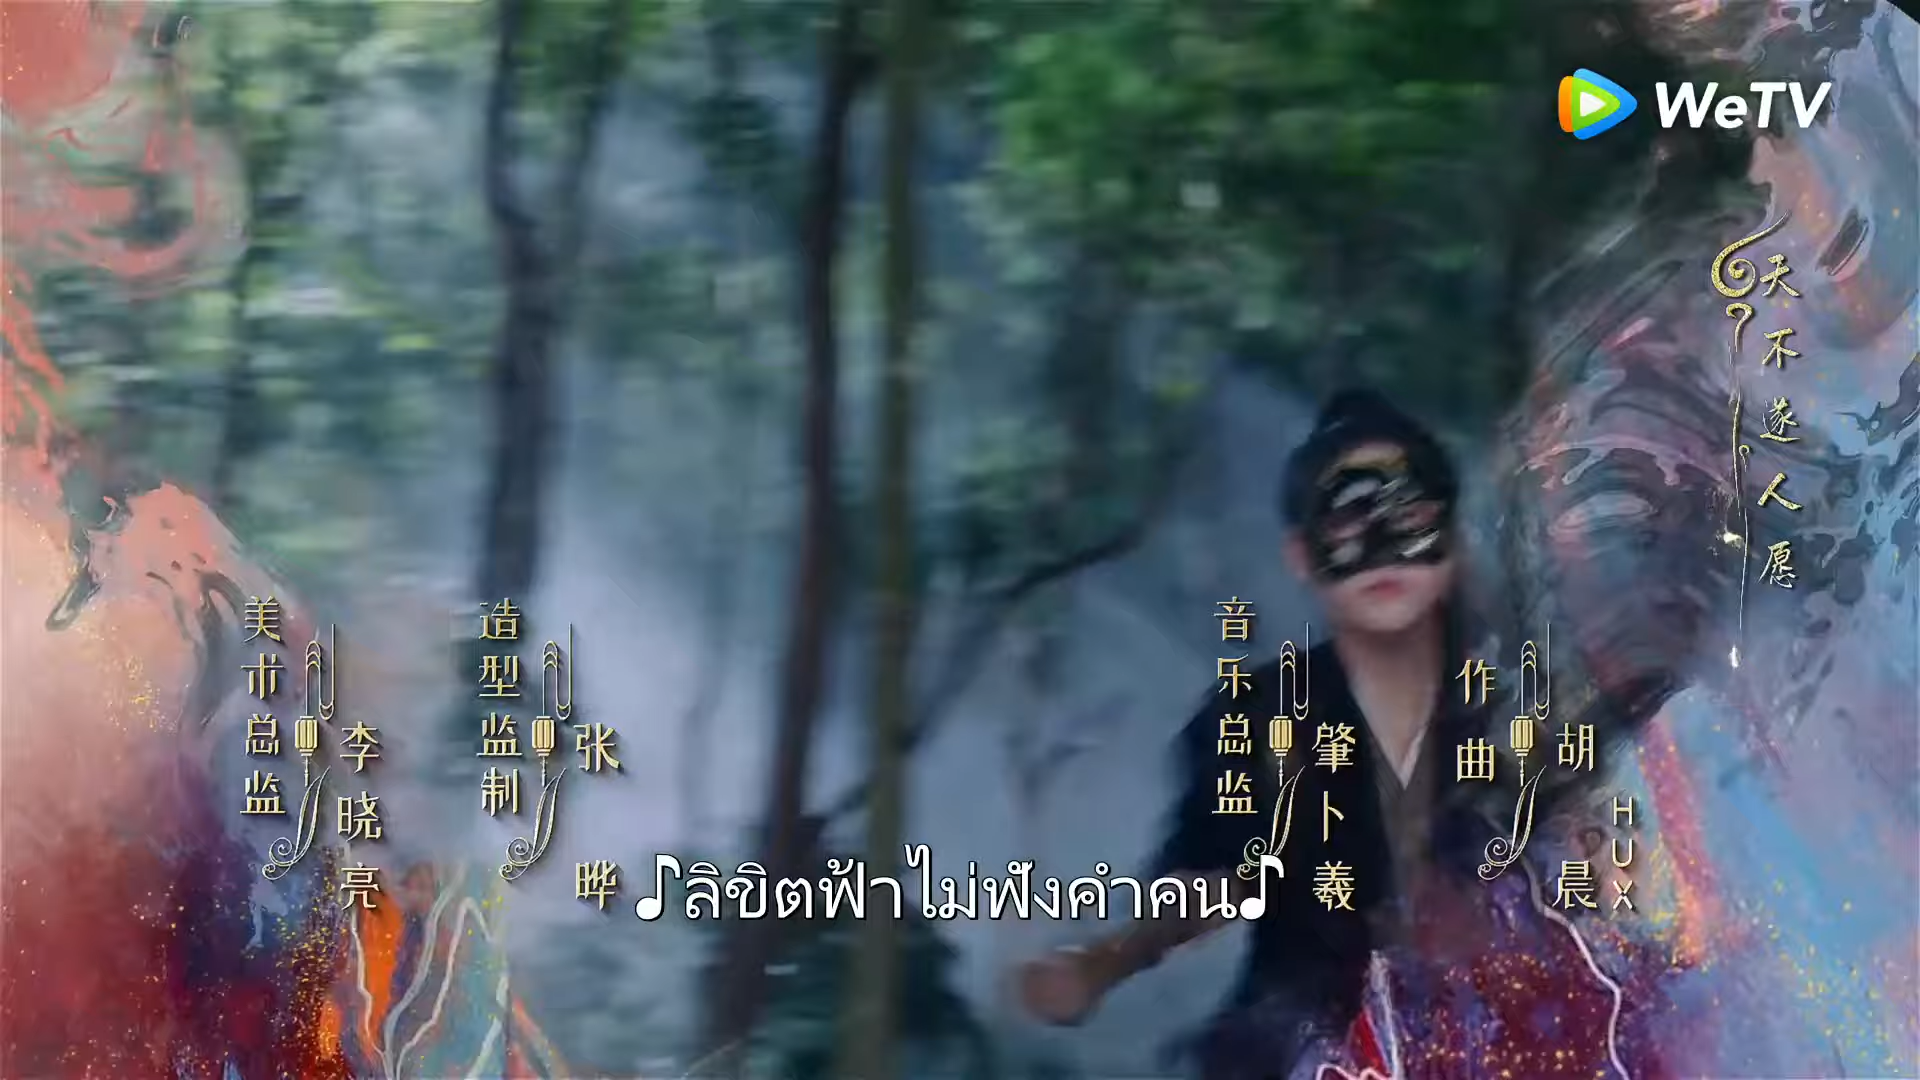 WeTV
天不遂人愿
美术总监
李晓亮
造型监制
张晔
音乐总监
肇卜羲
作曲
胡晨
HUX
♪ลิขิตฟ้าไม่ฟังคำคน♪